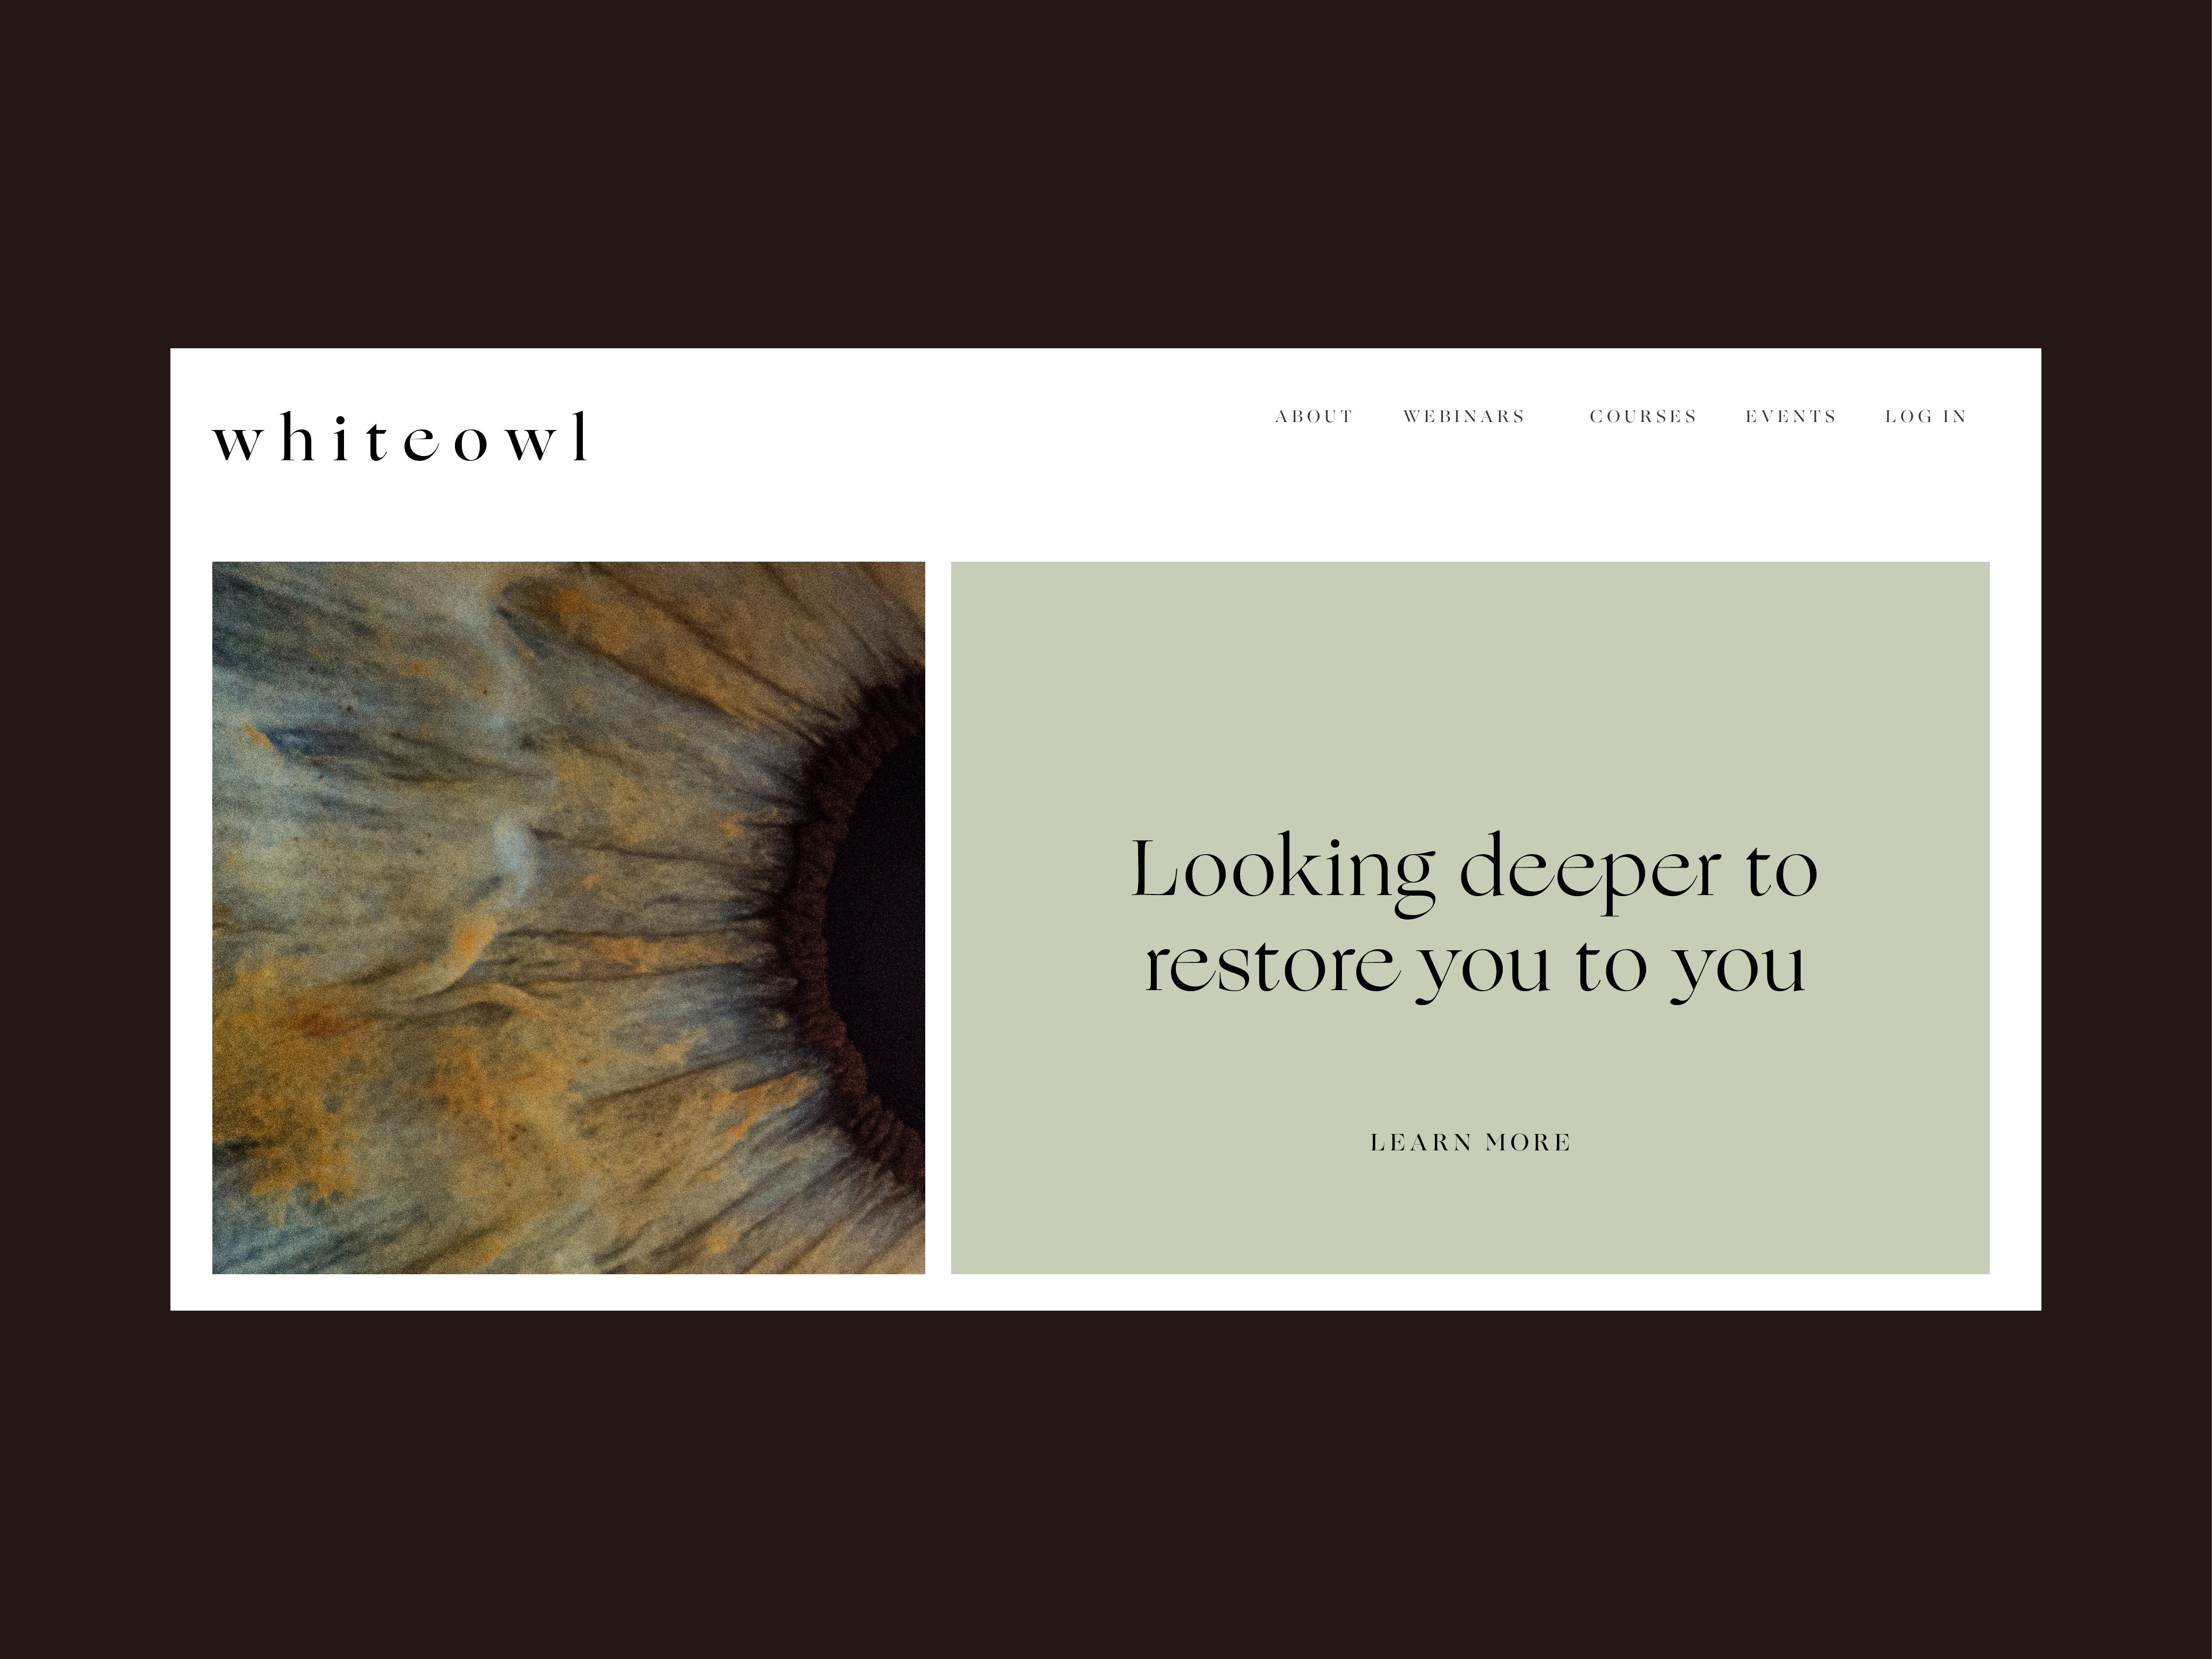 whiteowl
ABOUT WEBINARS COURSES EVENTS LOG IN
Looking deeper to
restore you to you
LEARN MORE